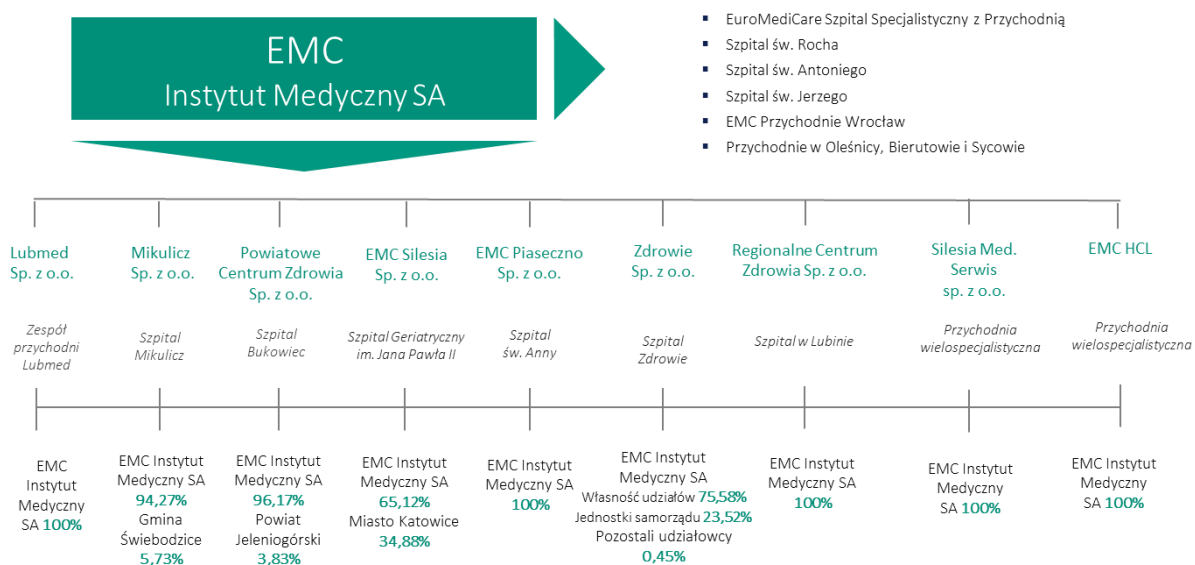 EMC
Instytut Medyczny SA
▪ EuroMediCare Szpital Specjalistyczny z Przychodnią
▪ Szpital św. Rocha
▪ Szpital św. Antoniego
▪ Szpital św. Jerzego
▪ EMC Przychodnie Wrocław
▪ Przychodnie w Oleśnicy, Bierutowie i Sycowie
Lubmed
Sp. z o.o.
Mikulicz
Sp. z o.o.
Powiatowe
Centrum Zdrowia
Sp. z o.o.
EMC Silesia
Sp. z o.o.
EMC Piaseczno
Sp. z o.o.
Zdrowie
Sp. z o.o.
Regionalne Centrum
Zdrowia Sp. z o.o.
Silesia Med.
Serwis
sp. z o.o.
EMC HCL
Zespół
przychodni
Lubmed
Szpital
Mikulicz
Szpital
Bukowiec
Szpital Geriatryczny
im. Jana Pawła II
Szpital
św. Anny
Szpital
Zdrowie
Szpital w Lubinie
Przychodnia
wielospecjalistyczna
Przychodnia
wielospecjalistyczna
EMC
Instytut
Medyczny
SA 100%
EMC Instytut
Medyczny SA
94,27%
Gmina
Świebodzice
5,73%
EMC Instytut
Medyczny SA
96,17%
Powiat
Jeleniogórski
3,83%
EMC Instytut
Medyczny SA
65,12%
Miasto Katowice
34,88%
EMC Instytut
Medyczny SA
100%
EMC Instytut
Medyczny SA
Własność udziałów 75,58%
Jednostki samorządu 23,52%
Pozostali udziałowcy
0,45%
EMC Instytut
Medyczny SA
100%
EMC Instytut
Medyczny
SA 100%
EMC Instytut
Medyczny
SA 100%